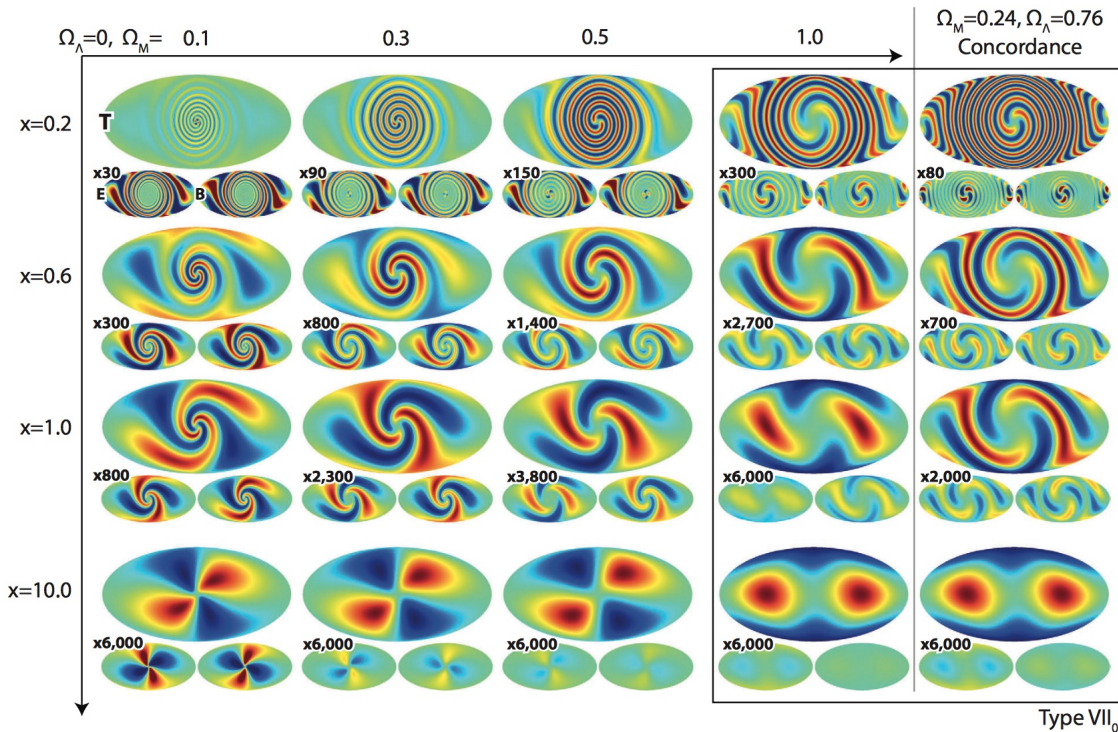 Ω_Λ=0, Ω_M= 0.1 0.3 0.5 1.0 Ω_M=0.24, Ω_Λ=0.76
Concordance
x=0.2 T
x30 x90 x150 x300 x80
E B
x=0.6
x300 x800 x1,400 x2,700 x700
x=1.0
x800 x2,300 x3,800 x6,000 x2,000
x=10.0
x6,000 x6,000 x6,000 x6,000 x6,000
Type VII₀